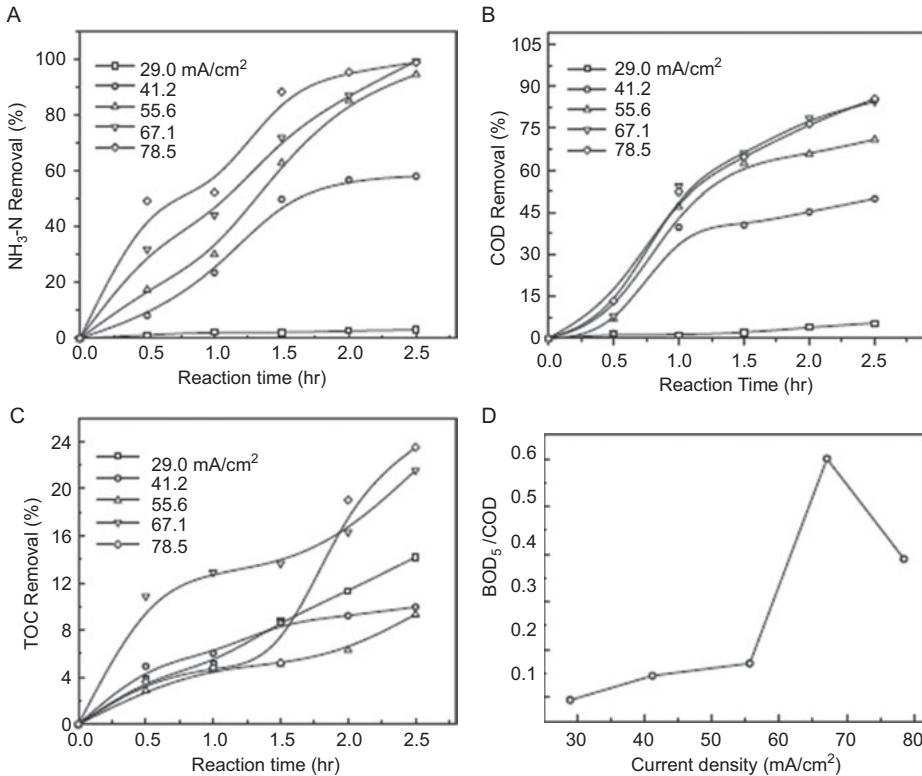 A
NH₃-N Removal (%)
100
80
60
40
20
0
29.0 mA/cm²
41.2
55.6
67.1
78.5
0.0 0.5 1.0 1.5 2.0 2.5
Reaction time (hr)
B
COD Removal (%)
105
90
75
60
45
30
15
0
29.0 mA/cm²
41.2
55.6
67.1
78.5
0.0 0.5 1.0 1.5 2.0 2.5
Reaction Time (hr)
C
TOC Removal (%)
24
20
16
12
8
4
0
29.0 mA/cm²
41.2
55.6
67.1
78.5
0.0 0.5 1.0 1.5 2.0 2.5
Reaction time (hr)
D
BOD₅ /COD
0.6
0.5
0.4
0.2
0.1
30 40 50 60 70 80
Current density (mA/cm²)